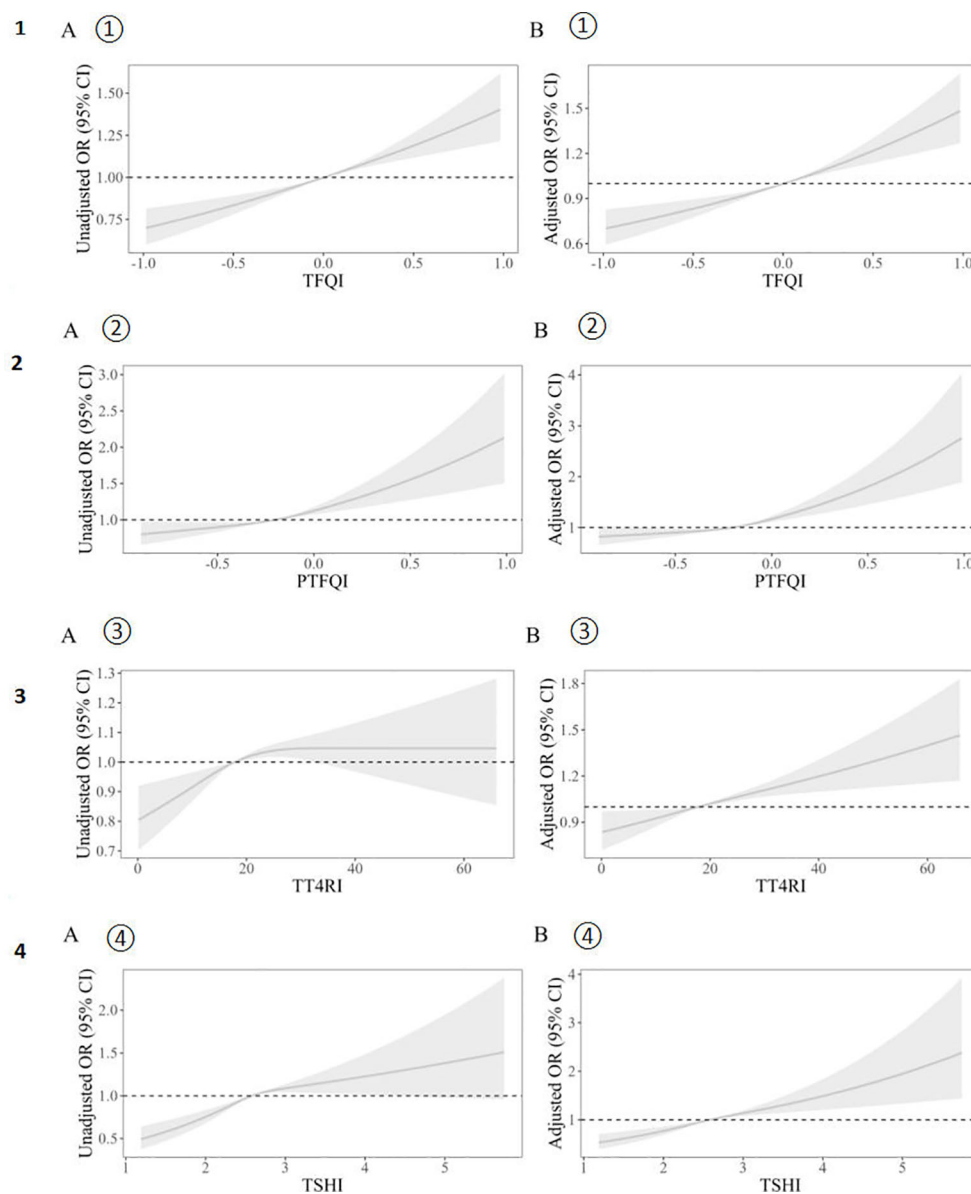 1 A ① B ①
Unadjusted OR (95% CI)
1.50
1.25
1.00
0.75
-1.0 -0.5 0.0 0.5 1.0
TFQI
Adjusted OR (95% CI)
1.5
1.2
0.9
0.6
-1.0 -0.5 0.0 0.5 1.0
TFQI
A ② B ②
2
Unadjusted OR (95% CI)
3.0
2.5
2.0
1.5
1.0
-0.5 0.0 0.5 1.0
PTFQI
Adjusted OR (95% CI)
4
3
2
1
-0.5 0.0 0.5 1.0
PTFQI
A ③ B ③
3
Unadjusted OR (95% CI)
1.3
1.2
1.1
1.0
0.9
0.8
0.7
0 20 40 60
TT4RI
Adjusted OR (95% CI)
1.8
1.5
1.2
0.9
0 20 40 60
TT4RI
A ④ B ④
4
Unadjusted OR (95% CI)
2.0
1.5
1.0
0.5
1 2 3 4 5
TSHI
Adjusted OR (95% CI)
4
3
2
1
1 2 3 4 5
TSHI